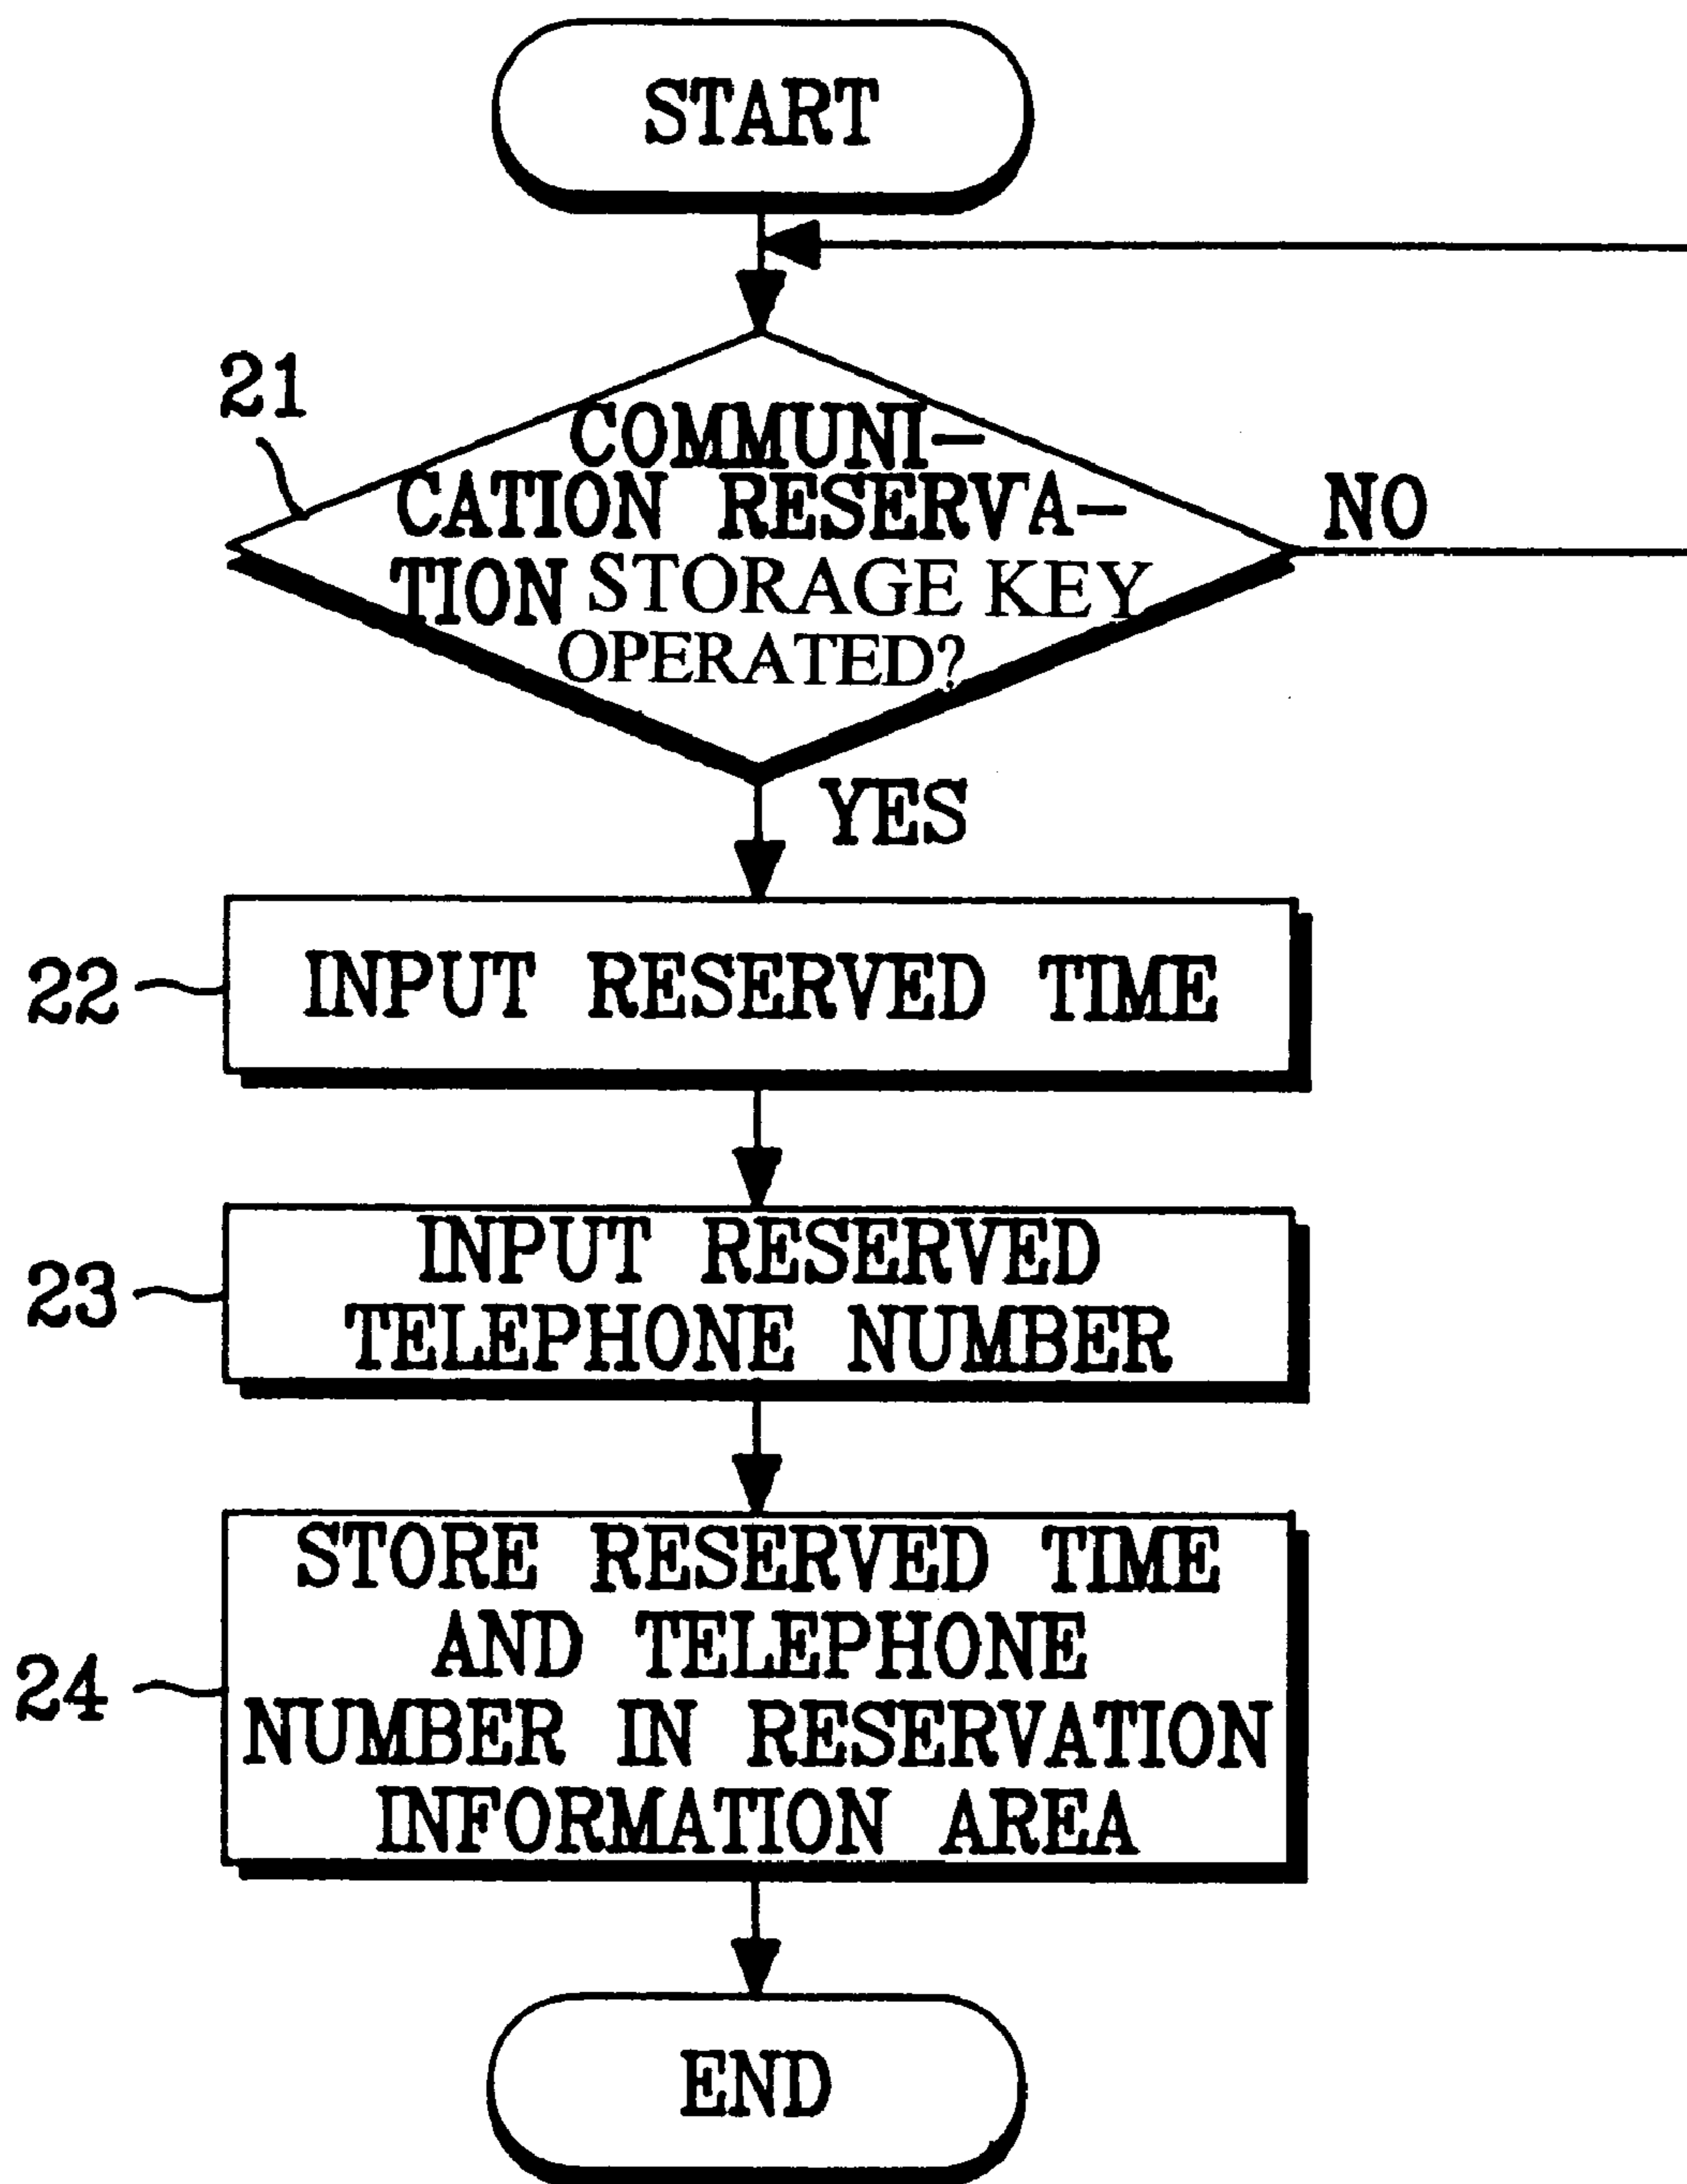 START
21
COMMUNI-
CATION RESERVA-
TION STORAGE KEY
OPERATED?
NO
YES
22
INPUT RESERVED TIME
23
INPUT RESERVED
TELEPHONE NUMBER
24
STORE RESERVED TIME
AND TELEPHONE
NUMBER IN RESERVATION
INFORMATION AREA
END